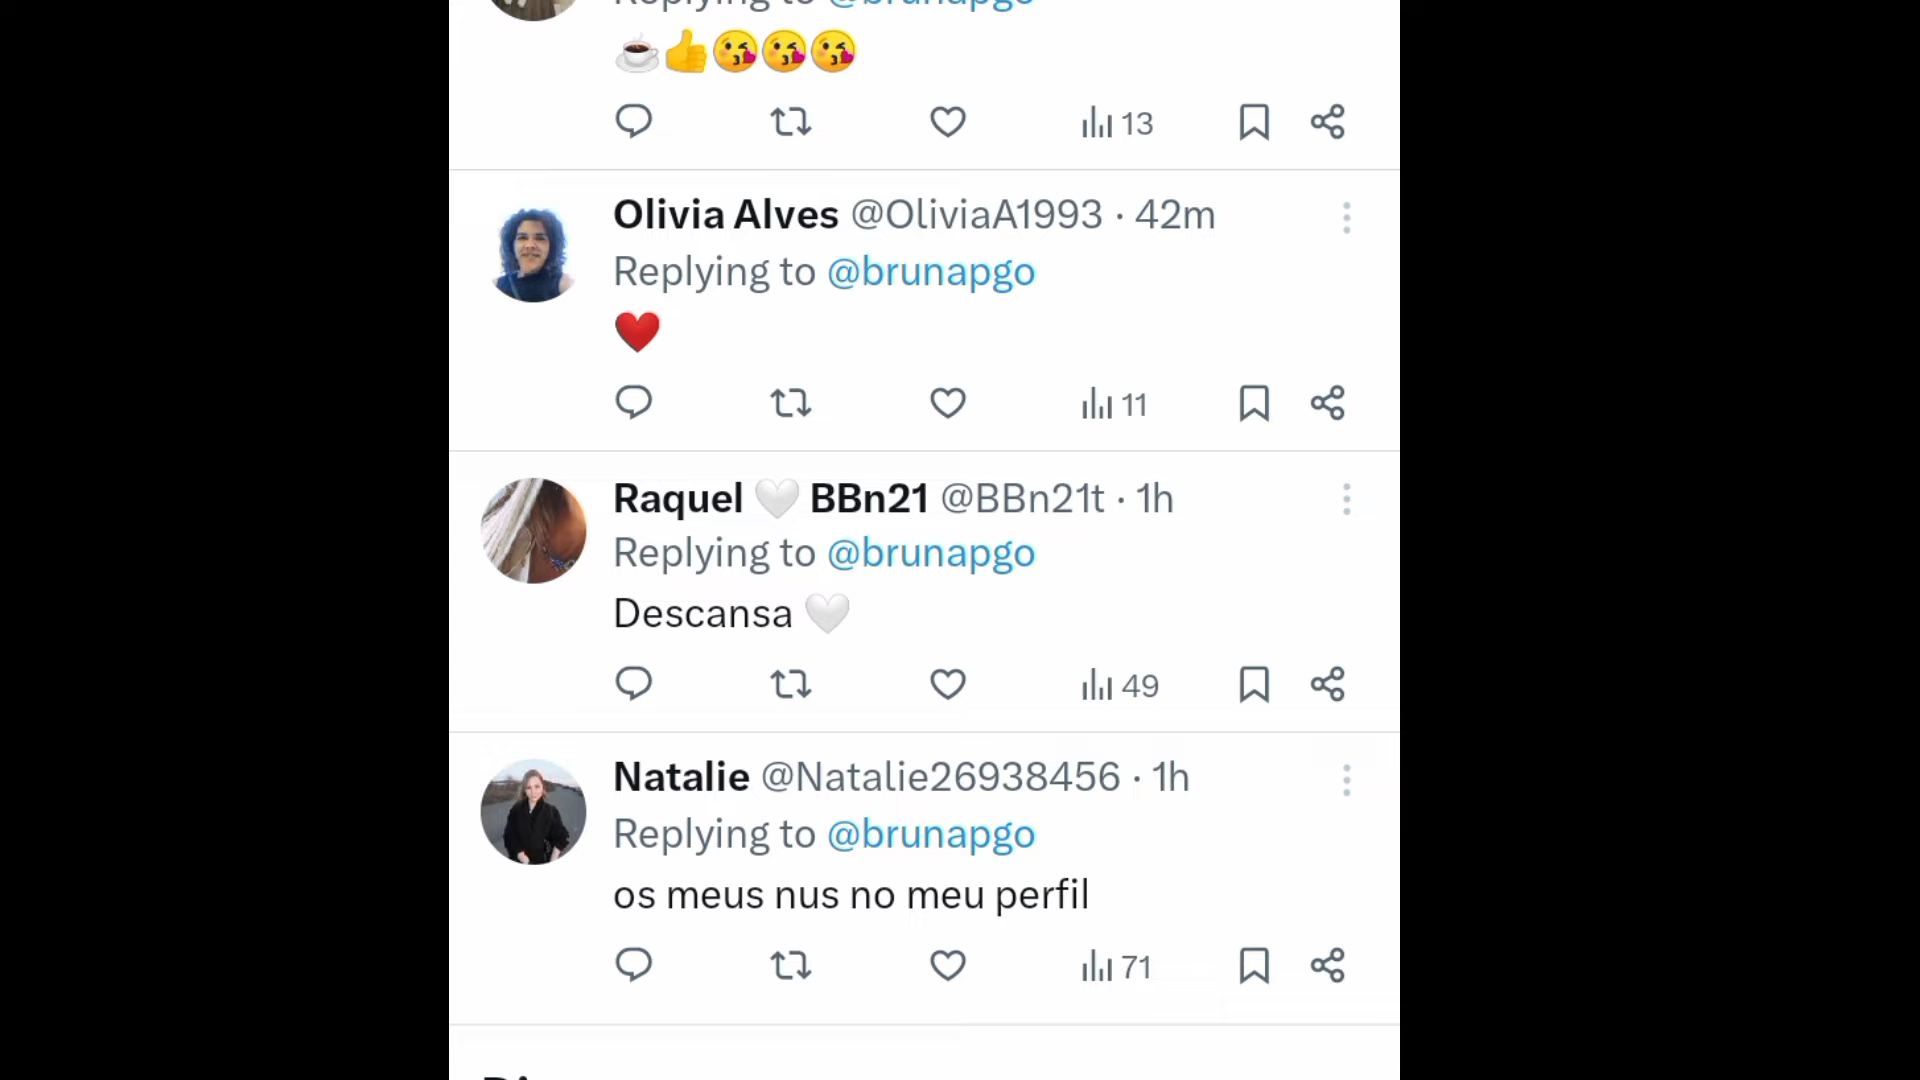 Replying to @brunapgo
☕👍😘😘😘
13
Olivia Alves @OliviaA1993 · 42m
Replying to @brunapgo
❤️
11
Raquel 🤍 BBn21 @BBn21t · 1h
Replying to @brunapgo
Descansa 🤍
49
Natalie @Natalie26938456 · 1h
Replying to @brunapgo
os meus nus no meu perfil
71